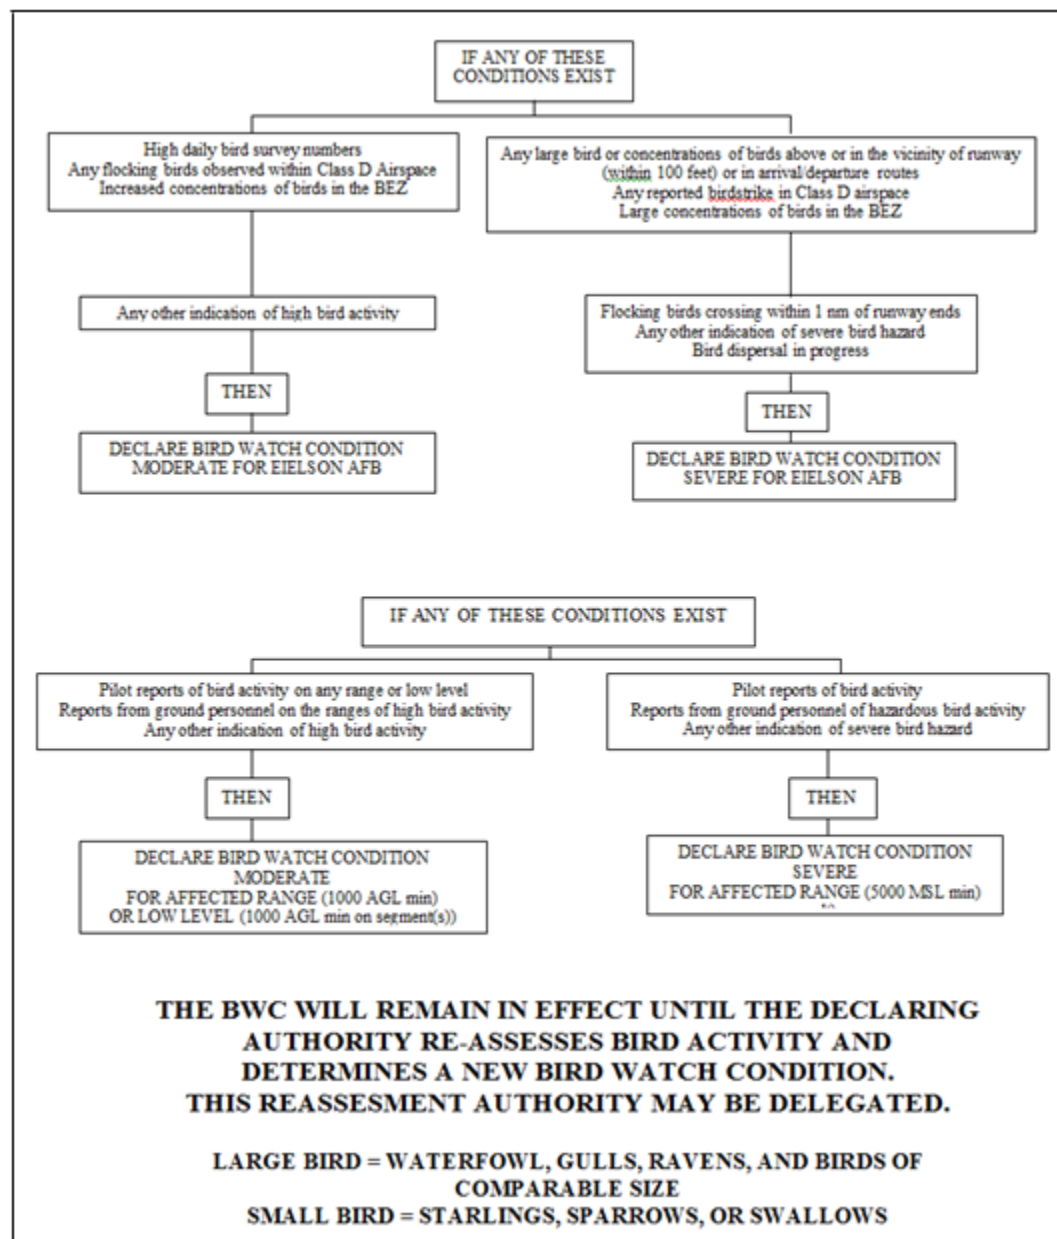 IF ANY OF THESE
CONDITIONS EXIST
High daily bird survey numbers
Any flocking birds observed within Class D Airspace
Increased concentrations of birds in the BEZ
Any large bird or concentrations of birds above or in the vicinity of runway
(within 100 feet) or in arrival/departure routes
Any reported birdstrike in Class D airspace
Large concentrations of birds in the BEZ
Any other indication of high bird activity
Flocking birds crossing within 1 nm of runway ends
Any other indication of severe bird hazard
Bird dispersal in progress
THEN
THEN
DECLARE BIRD WATCH CONDITION
MODERATE FOR EIELSON AFB
DECLARE BIRD WATCH CONDITION
SEVERE FOR EIELSON AFB
IF ANY OF THESE CONDITIONS EXIST
Pilot reports of bird activity on any range or low level
Reports from ground personnel on the ranges of high bird activity
Any other indication of high bird activity
Pilot reports of bird activity
Reports from ground personnel of hazardous bird activity
Any other indication of severe bird hazard
THEN
THEN
DECLARE BIRD WATCH CONDITION
MODERATE
FOR AFFECTED RANGE (1000 AGL min)
OR LOW LEVEL (1000 AGL min on segment(s))
DECLARE BIRD WATCH CONDITION
SEVERE
FOR AFFECTED RANGE (5000 MSL min)
THE BWC WILL REMAIN IN EFFECT UNTIL THE DECLARING
AUTHORITY RE-ASSESSES BIRD ACTIVITY AND
DETERMINES A NEW BIRD WATCH CONDITION.
THIS REASSESMENT AUTHORITY MAY BE DELEGATED.
LARGE BIRD = WATERFOWL, GULLS, RAVENS, AND BIRDS OF
COMPARABLE SIZE
SMALL BIRD = STARLINGS, SPARROWS, OR SWALLOWS